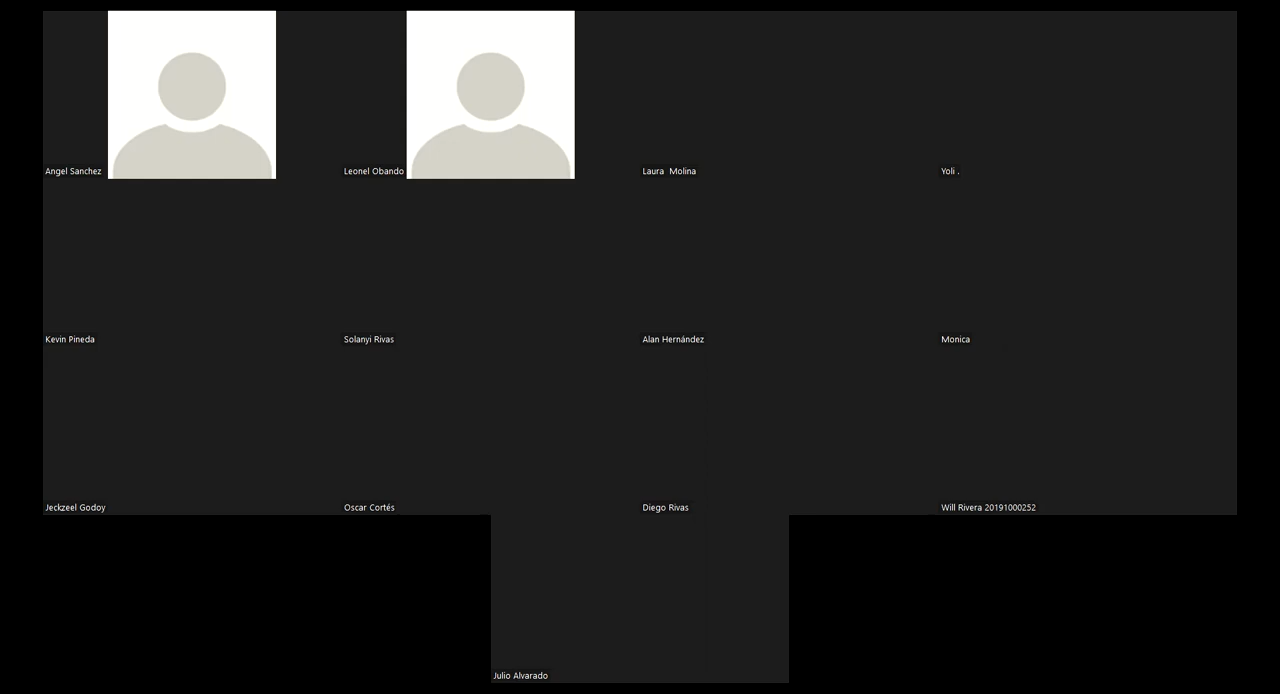 Angel Sanchez
Leonel Obando
Laura  Molina
Yoli .
Kevin Pineda
Solanyi Rivas
Alan Hernández
Monica
Jeckzeel Godoy
Oscar Cortés
Diego Rivas
Will Rivera 20191000252
Julio Alvarado